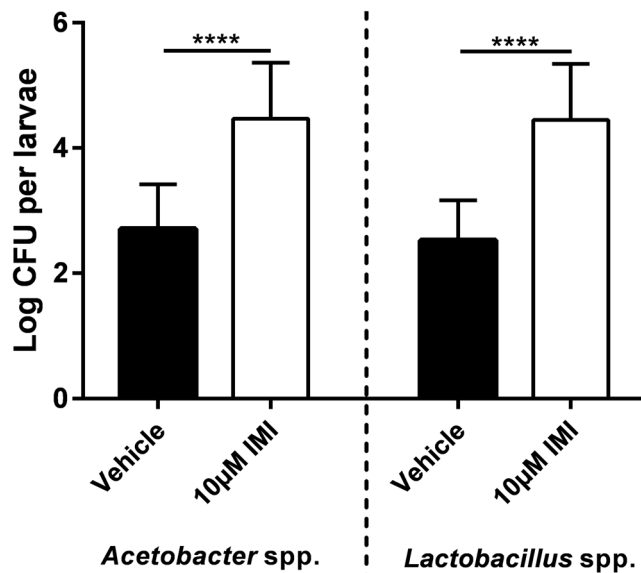 Log CFU per larvae
6
4
2
0
****
****
Vehicle
10µM IMI
Vehicle
10µM IMI
Acetobacter spp.
Lactobacillus spp.